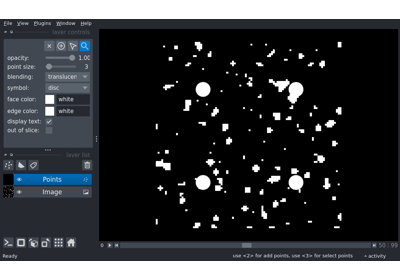 File View Plugins Window Help
layer controls
opacity: 1.00
point size: 3
blending: translucen
symbol: disc
face color: white
edge color: white
display text: ✓
out of slice:
layer list
Points
Image
0 50 99
Ready use <2> for add points, use <3> for select points activity